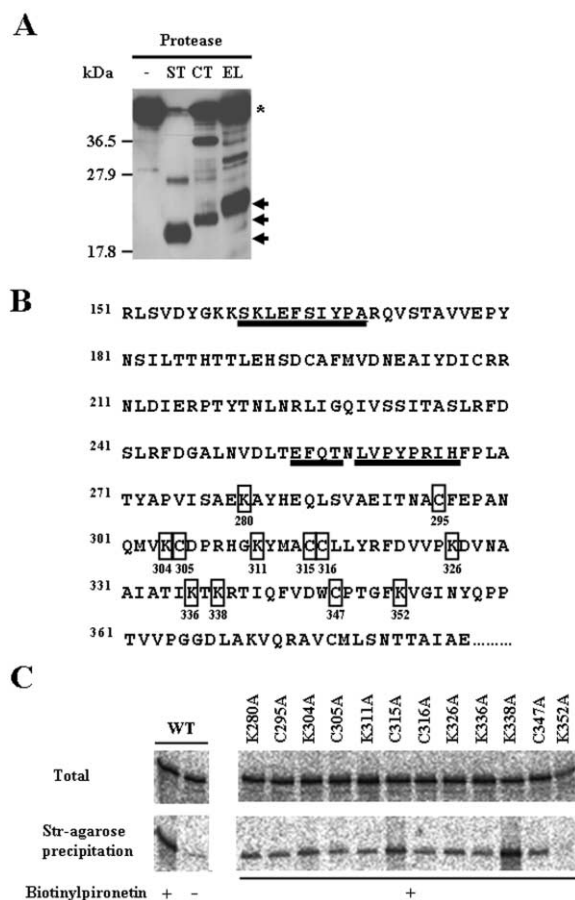 A
Protease
kDa - ST CT EL
*
36.5
27.9
17.8
B
151 RLSVDYGKKSKLEFSIYPARQVSTAVVEPY
181 NSILTTHTTLEHSDCAFMVDNEAIYDICRR
211 NLDIERPTYTNLNRLIGQIVSSITASLRFD
241 SLRFDGALNVDLTEFQTNLVPYPRIHFPLA
271 TYAPVISAEKAYHEQLSVAEITNACFEPAN
280 295
301 QMVKCDPRHGKYMACCLLYRFDVVPKDVNA
304 305 311 315 316 326
331 AIATIKTKRTIQFVDWCPTGFKVGINYQPP
336 338 347 352
361 TVVPGGDLAKVQRAVCMLSNTTAIAE.........
C
WT K280A C295A K304A C305A K311A C315A C316A K326A K336A K338A C347A K352A
Total
Str-agarose
precipitation
Biotinylpironetin + - +